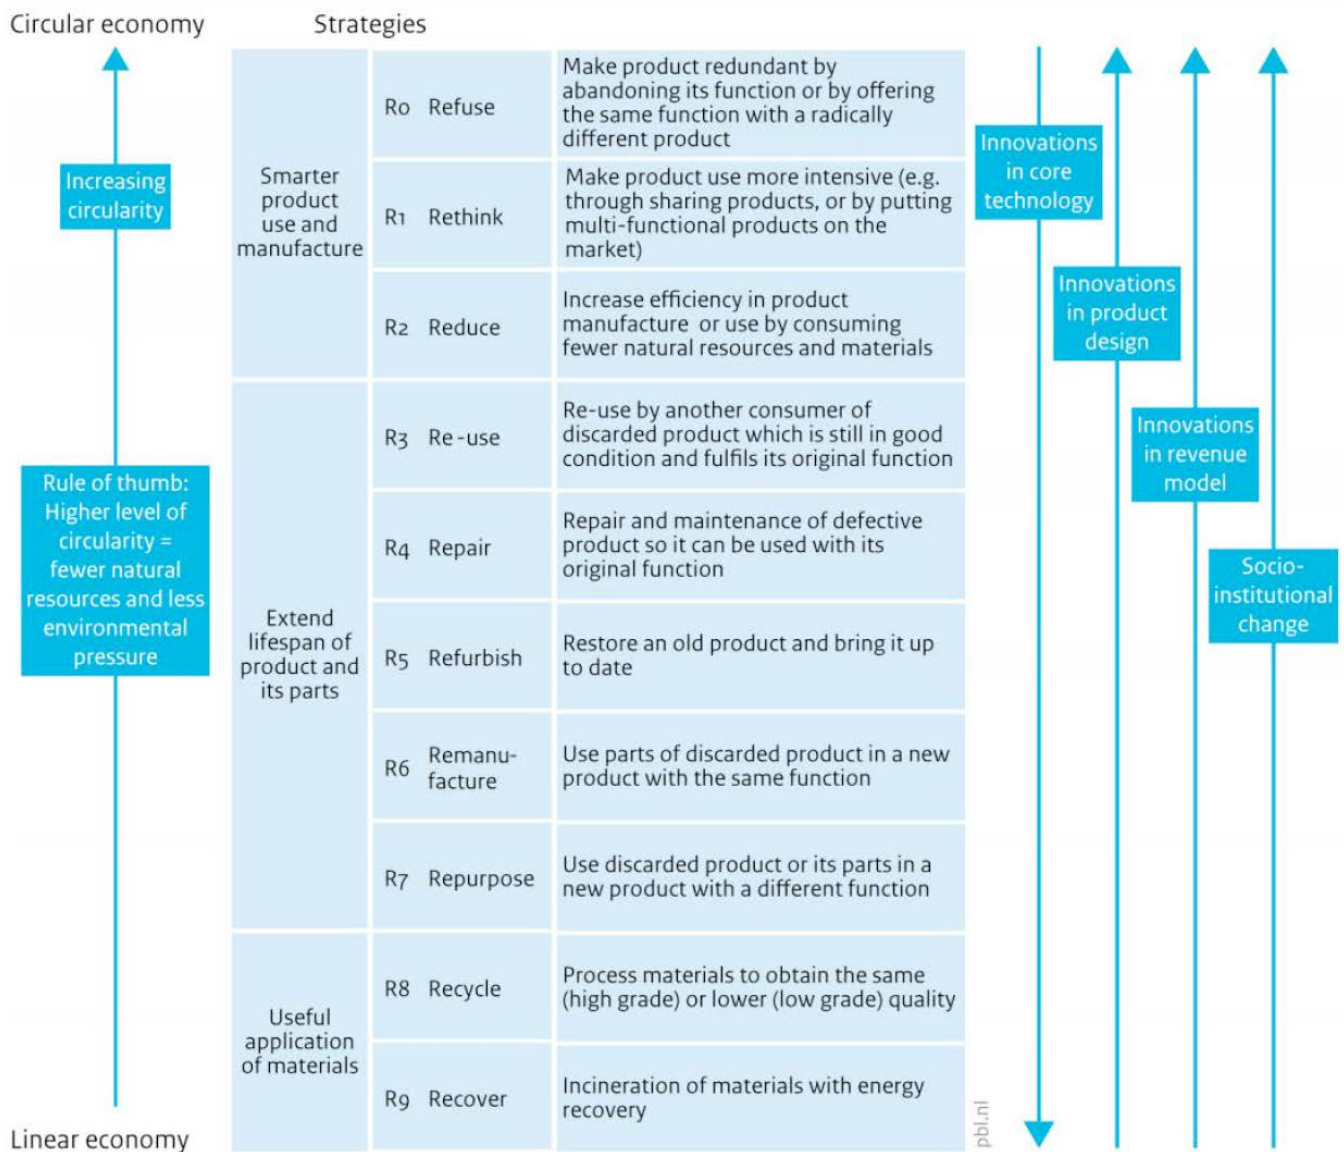 Circular economy
Strategies
Increasing
circularity
Rule of thumb:
Higher level of
circularity =
fewer natural
resources and less
environmental
pressure
Linear economy
Smarter
product
use and
manufacture
R0 Refuse
Make product redundant by
abandoning its function or by offering
the same function with a radically
different product
R1 Rethink
Make product use more intensive (e.g.
through sharing products, or by putting
multi-functional products on the
market)
R2 Reduce
Increase efficiency in product
manufacture or use by consuming
fewer natural resources and materials
Extend
lifespan of
product and
its parts
R3 Re-use
Re-use by another consumer of
discarded product which is still in good
condition and fulfils its original function
R4 Repair
Repair and maintenance of defective
product so it can be used with its
original function
R5 Refurbish
Restore an old product and bring it up
to date
R6 Remanu-
facture
Use parts of discarded product in a new
product with the same function
R7 Repurpose
Use discarded product or its parts in a
new product with a different function
Useful
application
of materials
R8 Recycle
Process materials to obtain the same
(high grade) or lower (low grade) quality
R9 Recover
Incineration of materials with energy
recovery
Innovations
in core
technology
Innovations
in product
design
Innovations
in revenue
model
Socio-
institutional
change
pbl.nl